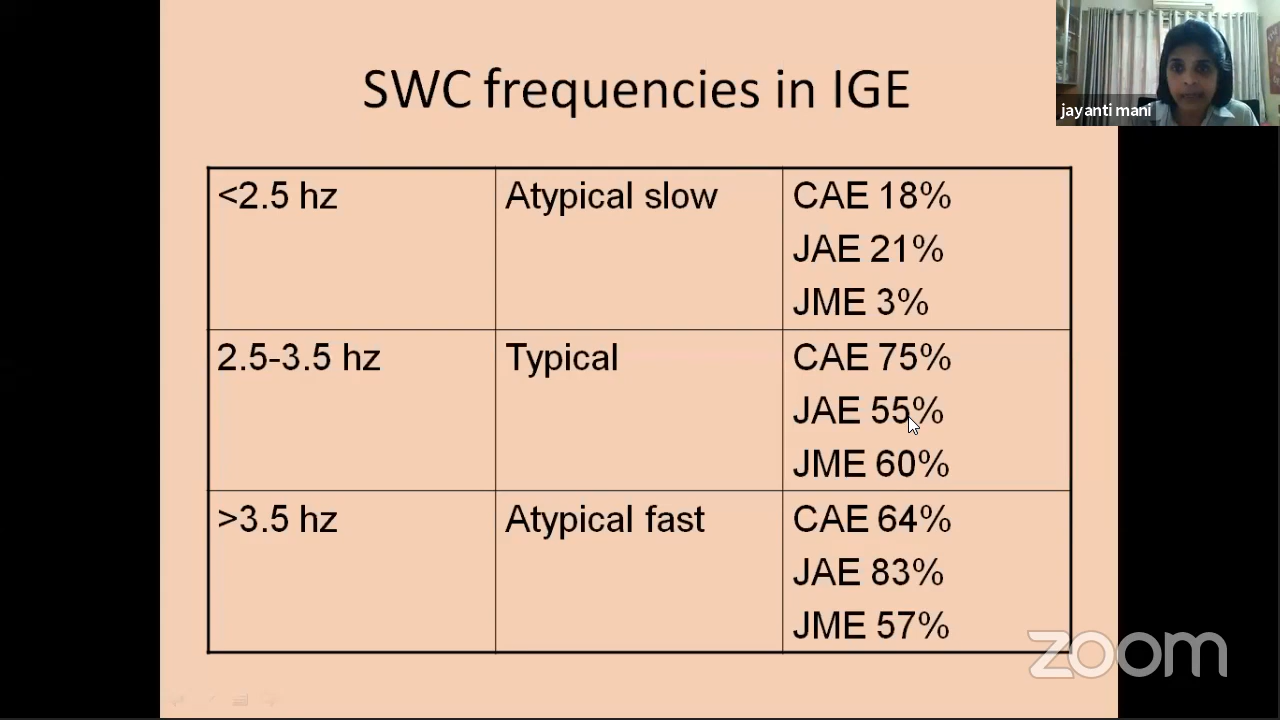 SWC frequencies in IGE
jayanti mani
<2.5 hz
Atypical slow
CAE 18%
JAE 21%
JME 3%
2.5-3.5 hz
Typical
CAE 75%
JAE 55%
JME 60%
>3.5 hz
Atypical fast
CAE 64%
JAE 83%
JME 57%
zoom